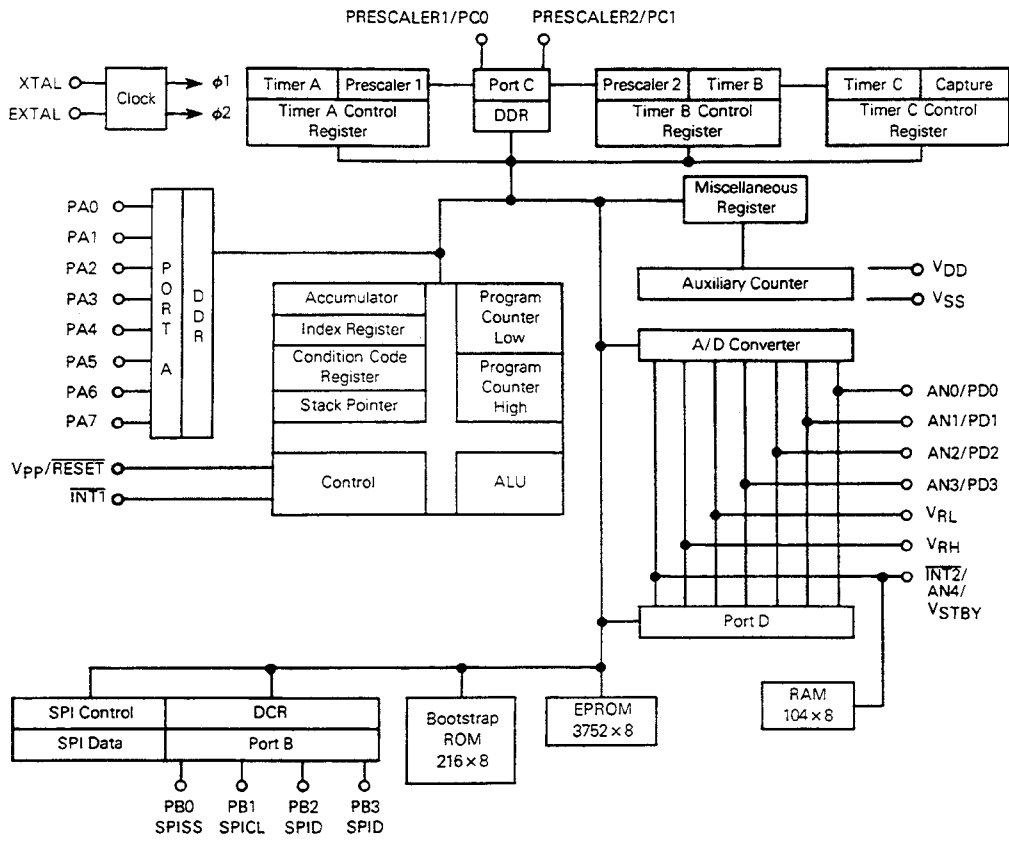 PRESCALER1/PC0
PRESCALER2/PC1
XTAL
EXTAL
Clock
ϕ1
ϕ2
Timer A
Prescaler 1
Timer A Control
Register
Port C
DDR
Prescaler 2
Timer B
Timer B Control
Register
Timer C
Capture
Timer C Control
Register
Miscellaneous
Register
Auxiliary Counter
VDD
VSS
PA0
PA1
PA2
PA3
PA4
PA5
PA6
PA7
PORT A
DDR
Accumulator
Index Register
Condition Code
Register
Stack Pointer
Program
Counter
Low
Program
Counter
High
Control
ALU
Vpp/RESET
INT1
A/D Converter
AN0/PD0
AN1/PD1
AN2/PD2
AN3/PD3
VRL
VRH
INT2/
AN4/
VSTBY
Port D
SPI Control
DCR
SPI Data
Port B
Bootstrap
ROM
216 × 8
EPROM
3752 × 8
RAM
104 × 8
PB0
SPISS
PB1
SPICL
PB2
SPID
PB3
SPID